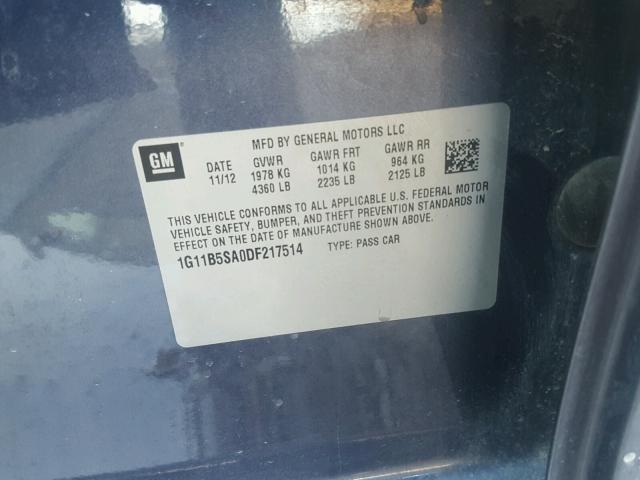 GM
MFD BY GENERAL MOTORS LLC
DATE GVWR GAWR FRT GAWR RR
11/12 1978 KG 1014 KG 964 KG
4360 LB 2235 LB 2125 LB
THIS VEHICLE CONFORMS TO ALL APPLICABLE U.S. FEDERAL MOTOR
VEHICLE SAFETY, BUMPER, AND THEFT PREVENTION STANDARDS IN
EFFECT ON THE DATE OF MANUFACTURE SHOWN ABOVE.
1G11B5SA0DF217514 TYPE: PASS CAR